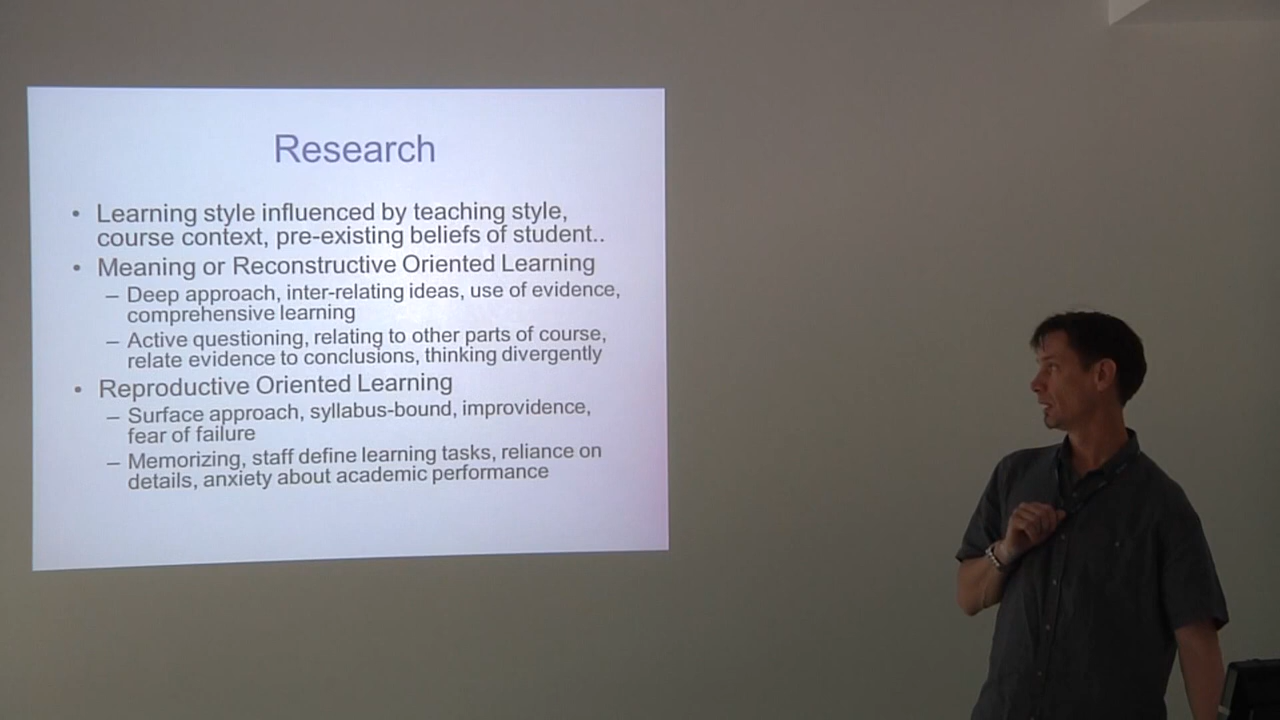 Research
• Learning style influenced by teaching style,
course context, pre-existing beliefs of student..
• Meaning or Reconstructive Oriented Learning
– Deep approach, inter-relating ideas, use of evidence,
comprehensive learning
– Active questioning, relating to other parts of course,
relate evidence to conclusions, thinking divergently
• Reproductive Oriented Learning
– Surface approach, syllabus-bound, improvidence,
fear of failure
– Memorizing, staff define learning tasks, reliance on
details, anxiety about academic performance